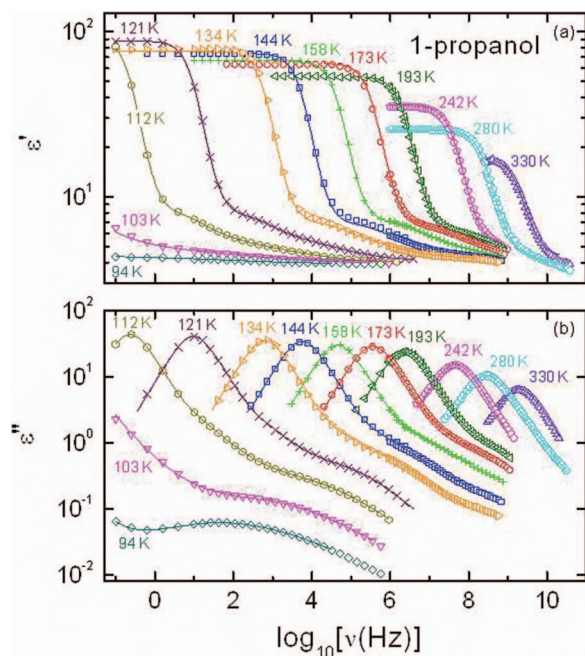 121 K
134 K
144 K
158 K
173 K
193 K
242 K
280 K
330 K
1-propanol
(a)
112 K
103 K
94 K
10²
10¹
ε'
112 K
121 K
134 K
144 K
158 K
173 K
193 K
242 K
280 K
330 K
(b)
103 K
94 K
10²
10¹
10⁰
10⁻¹
10⁻²
ε"
0 2 4 6 8 10
log₁₀[ν(Hz)]